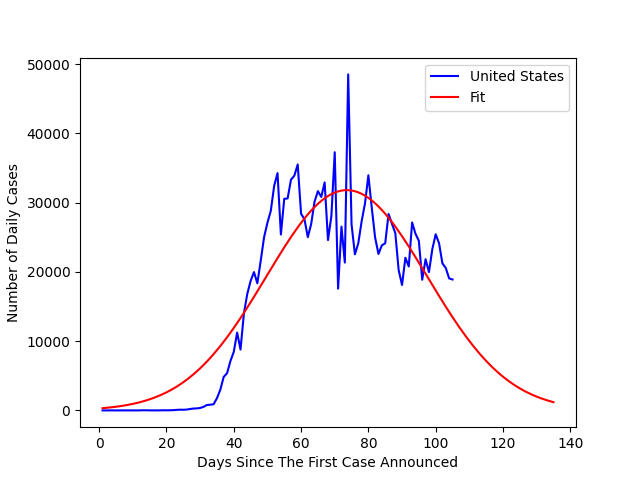 United States
Fit
Number of Daily Cases
50000
40000
30000
20000
10000
0
0 20 40 60 80 100 120 140
Days Since The First Case Announced